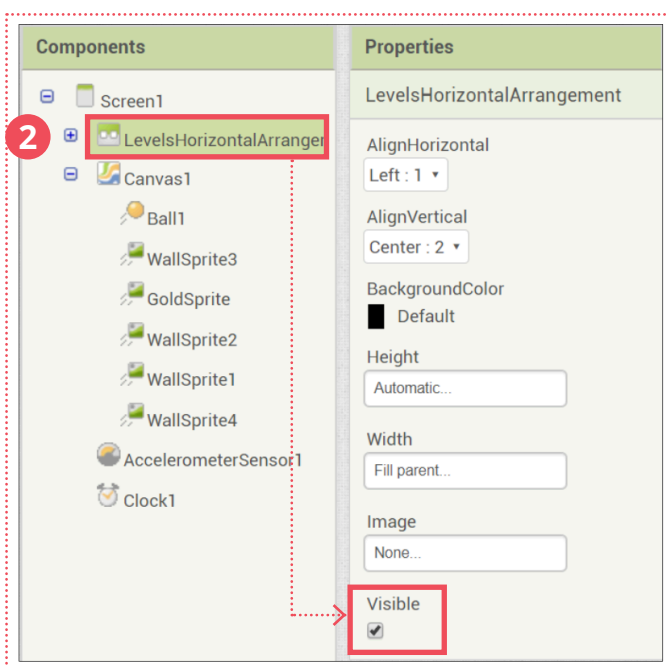 Components
Screen1
2
LevelsHorizontalArranger
Canvas1
Ball1
WallSprite3
GoldSprite
WallSprite2
WallSprite1
WallSprite4
AccelerometerSensor1
Clock1
Properties
LevelsHorizontalArrangement
AlignHorizontal
Left : 1
AlignVertical
Center : 2
BackgroundColor
Default
Height
Automatic...
Width
Fill parent...
Image
None...
Visible